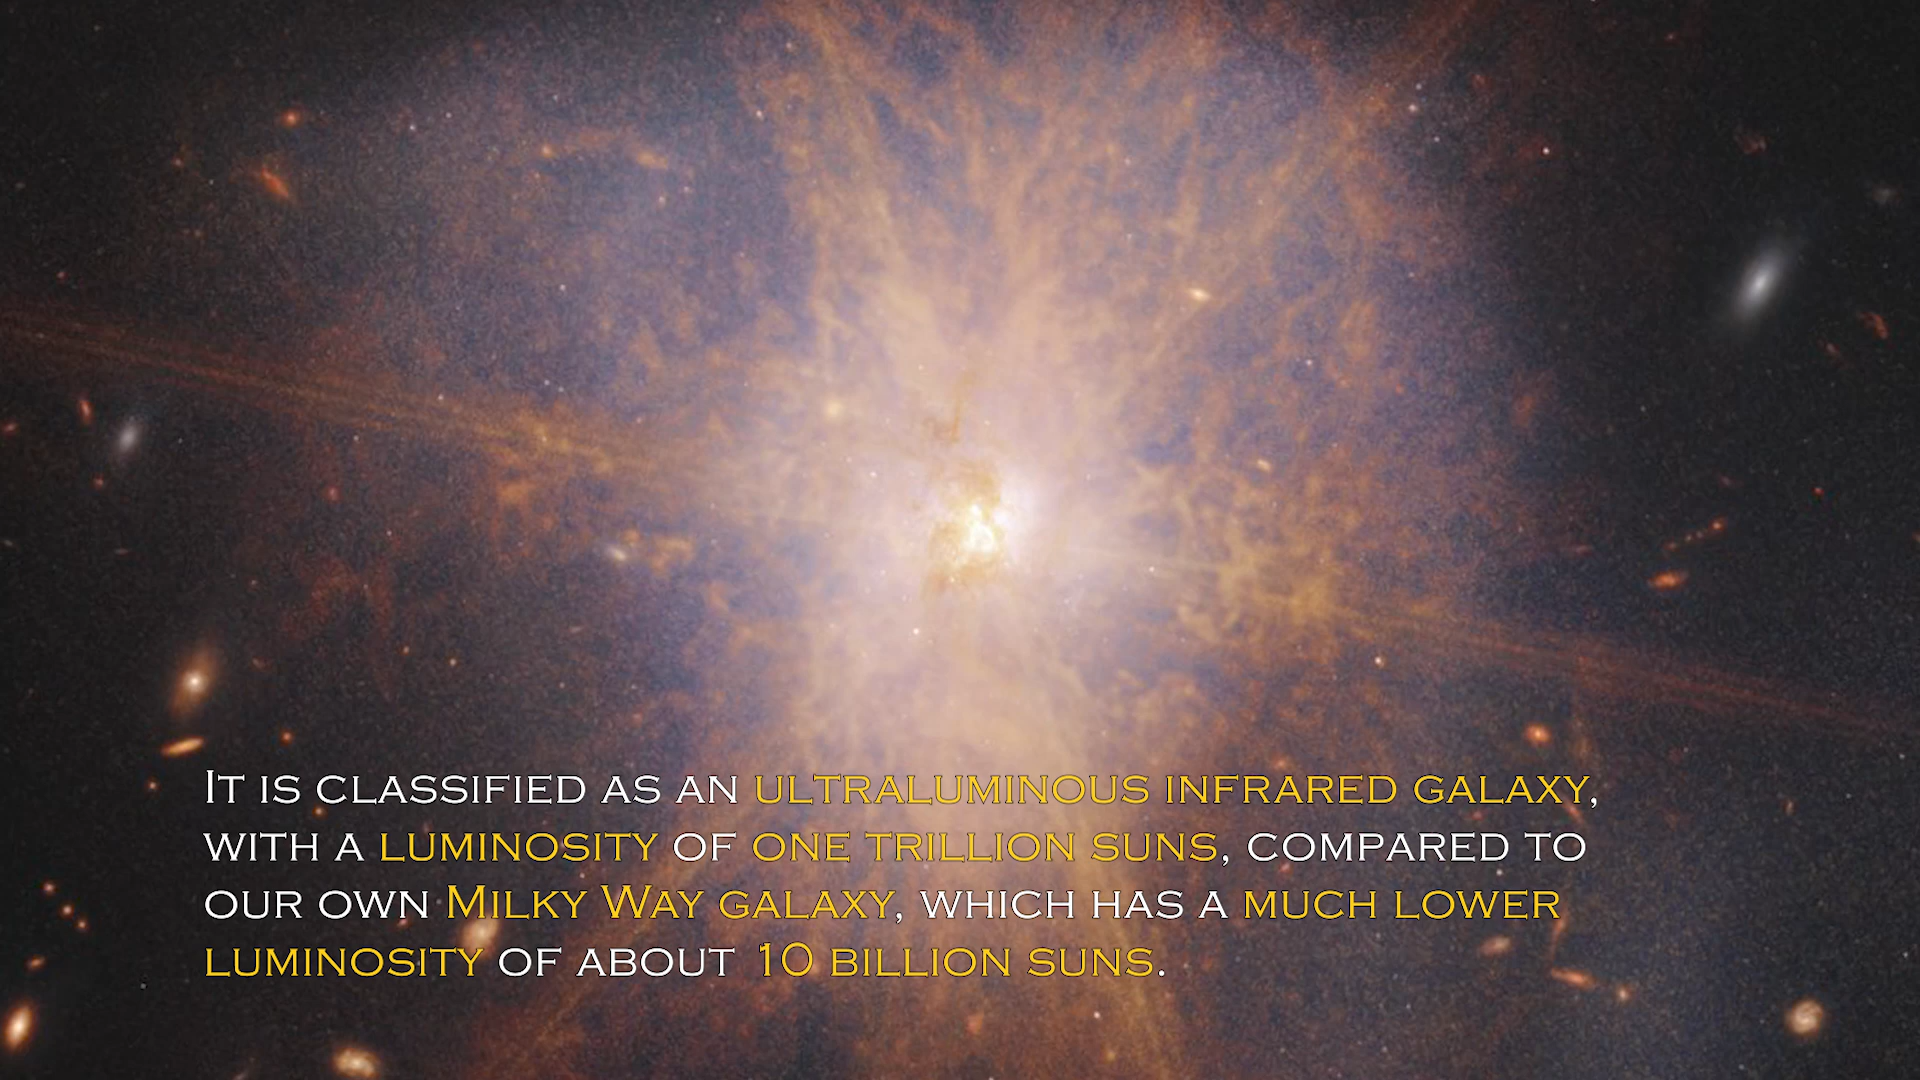 It is classified as an ultraluminous infrared galaxy,
with a luminosity of one trillion suns, compared to
our own Milky Way galaxy, which has a much lower
luminosity of about 10 billion suns.